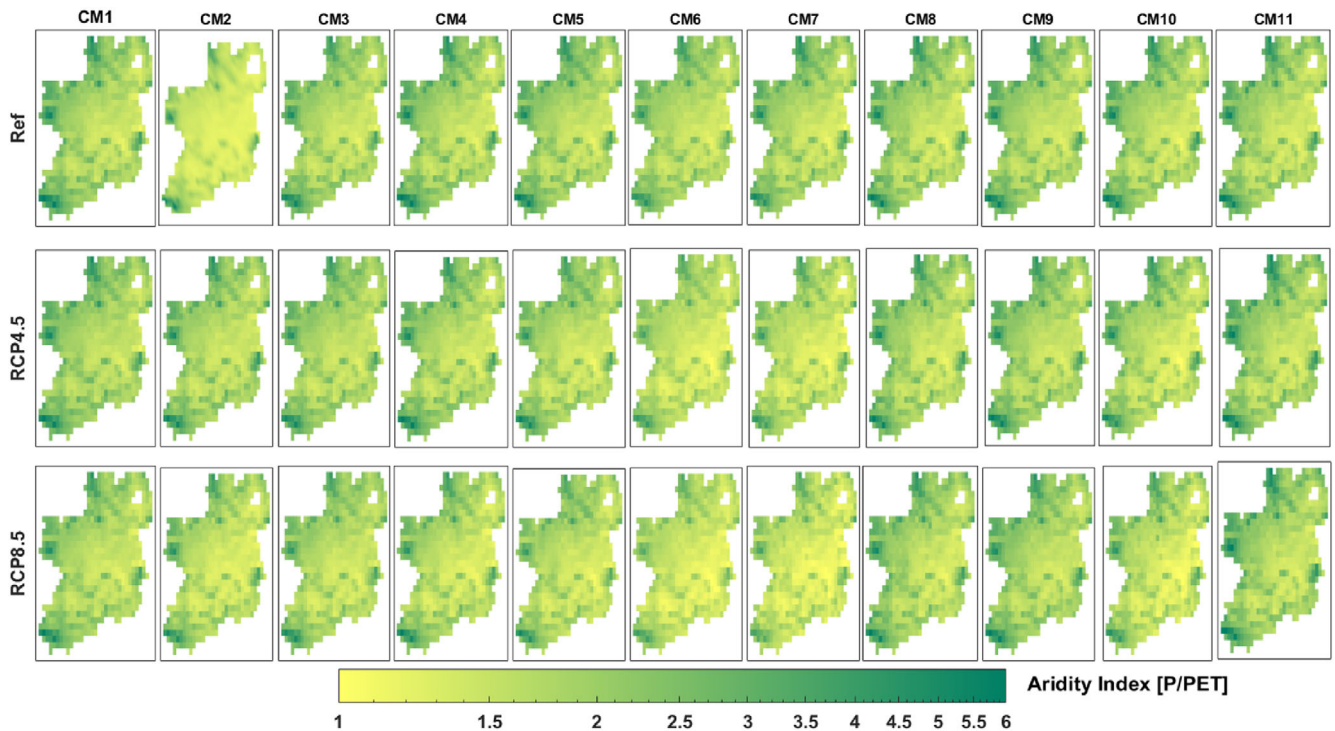 CM1 CM2 CM3 CM4 CM5 CM6 CM7 CM8 CM9 CM10 CM11
Ref
RCP4.5
RCP8.5
Aridity Index [P/PET]
1 1.5 2 2.5 3 3.5 4 4.5 5 5.5 6